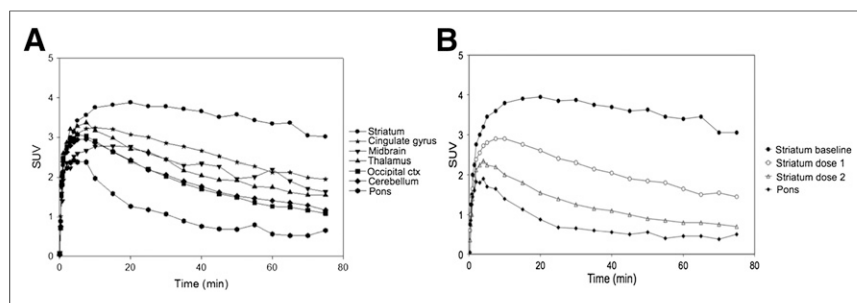 A
5
4
3
2
1
0
SUV
0
20
40
60
80
Time (min)
Striatum
Cingulate gyrus
Midbrain
Thalamus
Occipital ctx
Cerebellum
Pons
B
5
4
3
2
1
0
SUV
0
20
40
60
80
Time (min)
Striatum baseline
Striatum dose 1
Striatum dose 2
Pons